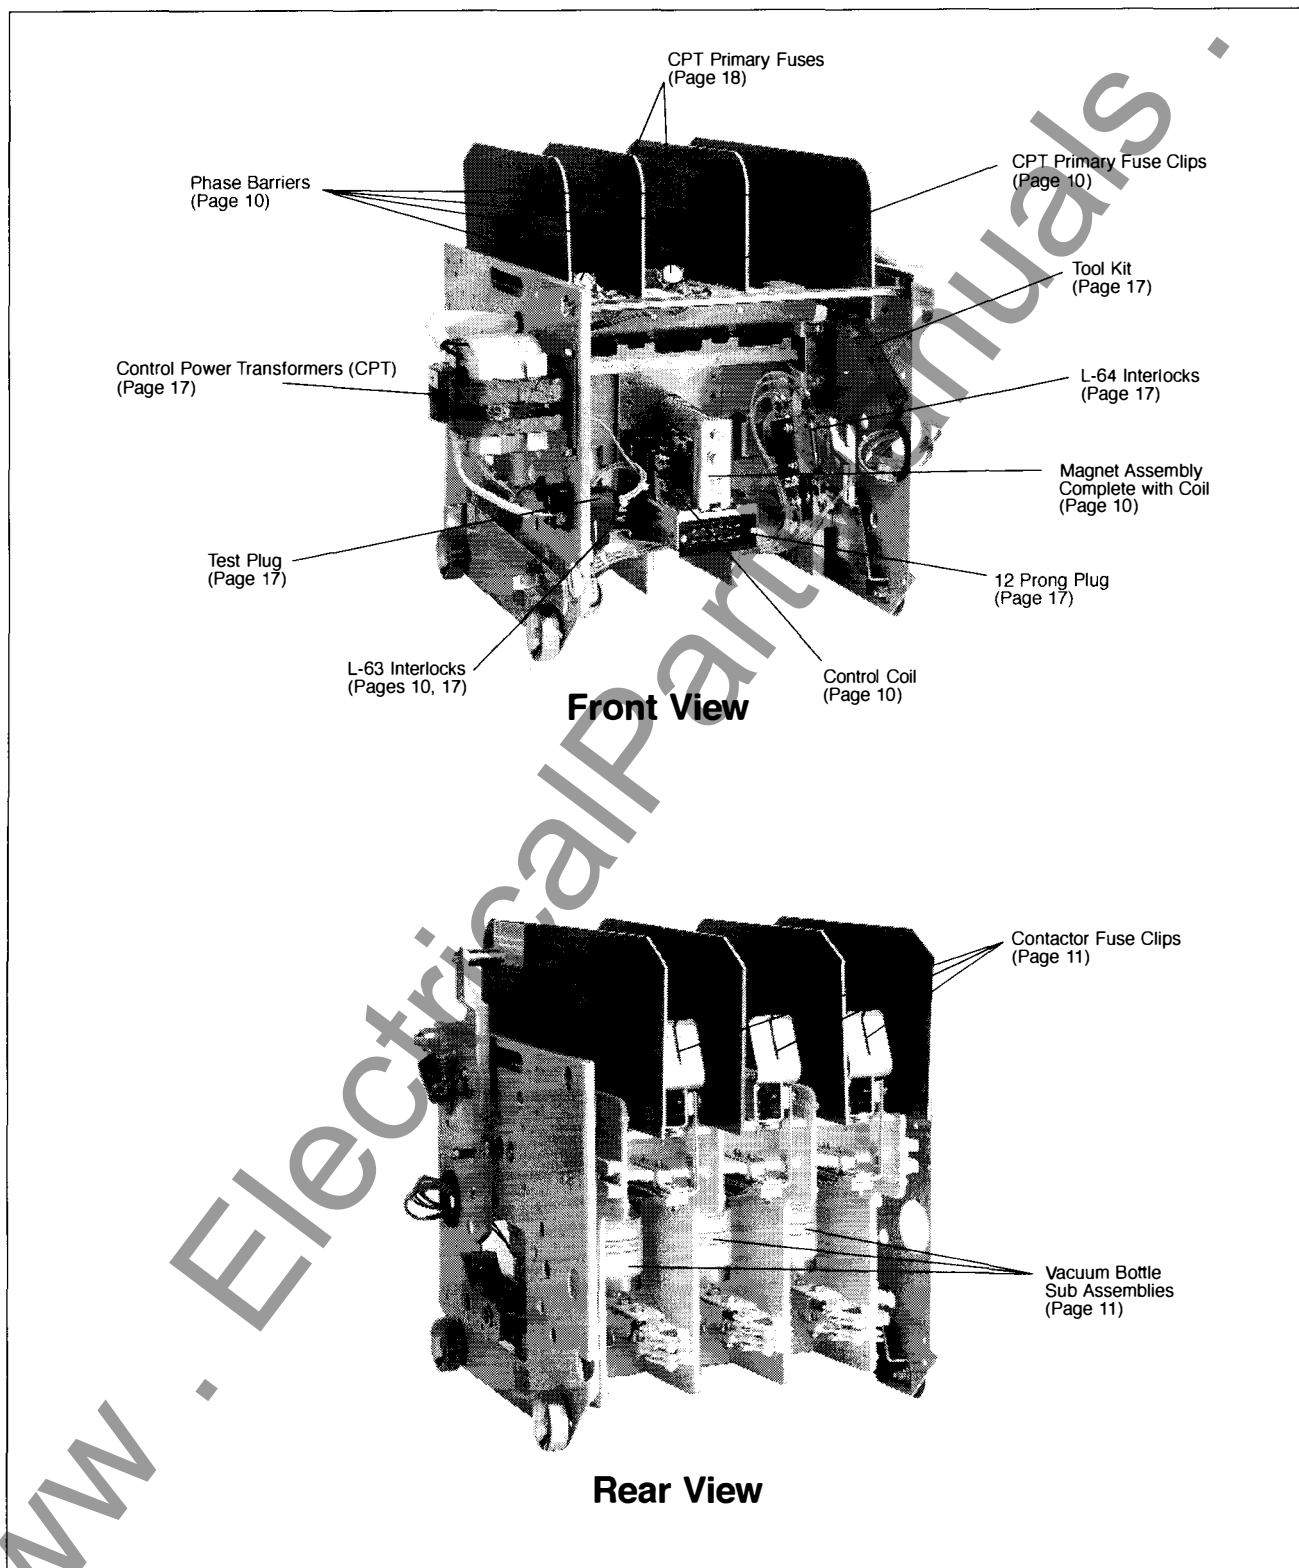 CPT Primary Fuses
(Page 18)
Phase Barriers
(Page 10)
CPT Primary Fuse Clips
(Page 10)
Tool Kit
(Page 17)
Control Power Transformers (CPT)
(Page 17)
L-64 Interlocks
(Page 17)
Magnet Assembly
Complete with Coil
(Page 10)
Test Plug
(Page 17)
12 Prong Plug
(Page 17)
L-63 Interlocks
(Pages 10, 17)
Control Coil
(Page 10)
Front View
Contactor Fuse Clips
(Page 11)
Vacuum Bottle
Sub Assemblies
(Page 11)
Rear View
ww . ElectricalPartManuals .